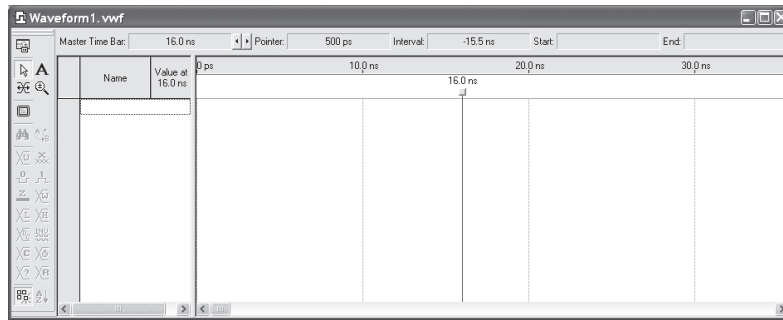 Waveform1.vwf
Master Time Bar: 16.0 ns Pointer: 500 ps Interval: -15.5 ns Start: End:
Name Value at 16.0 ns
0 ps 10.0 ns 20.0 ns 30.0 ns
16.0 ns